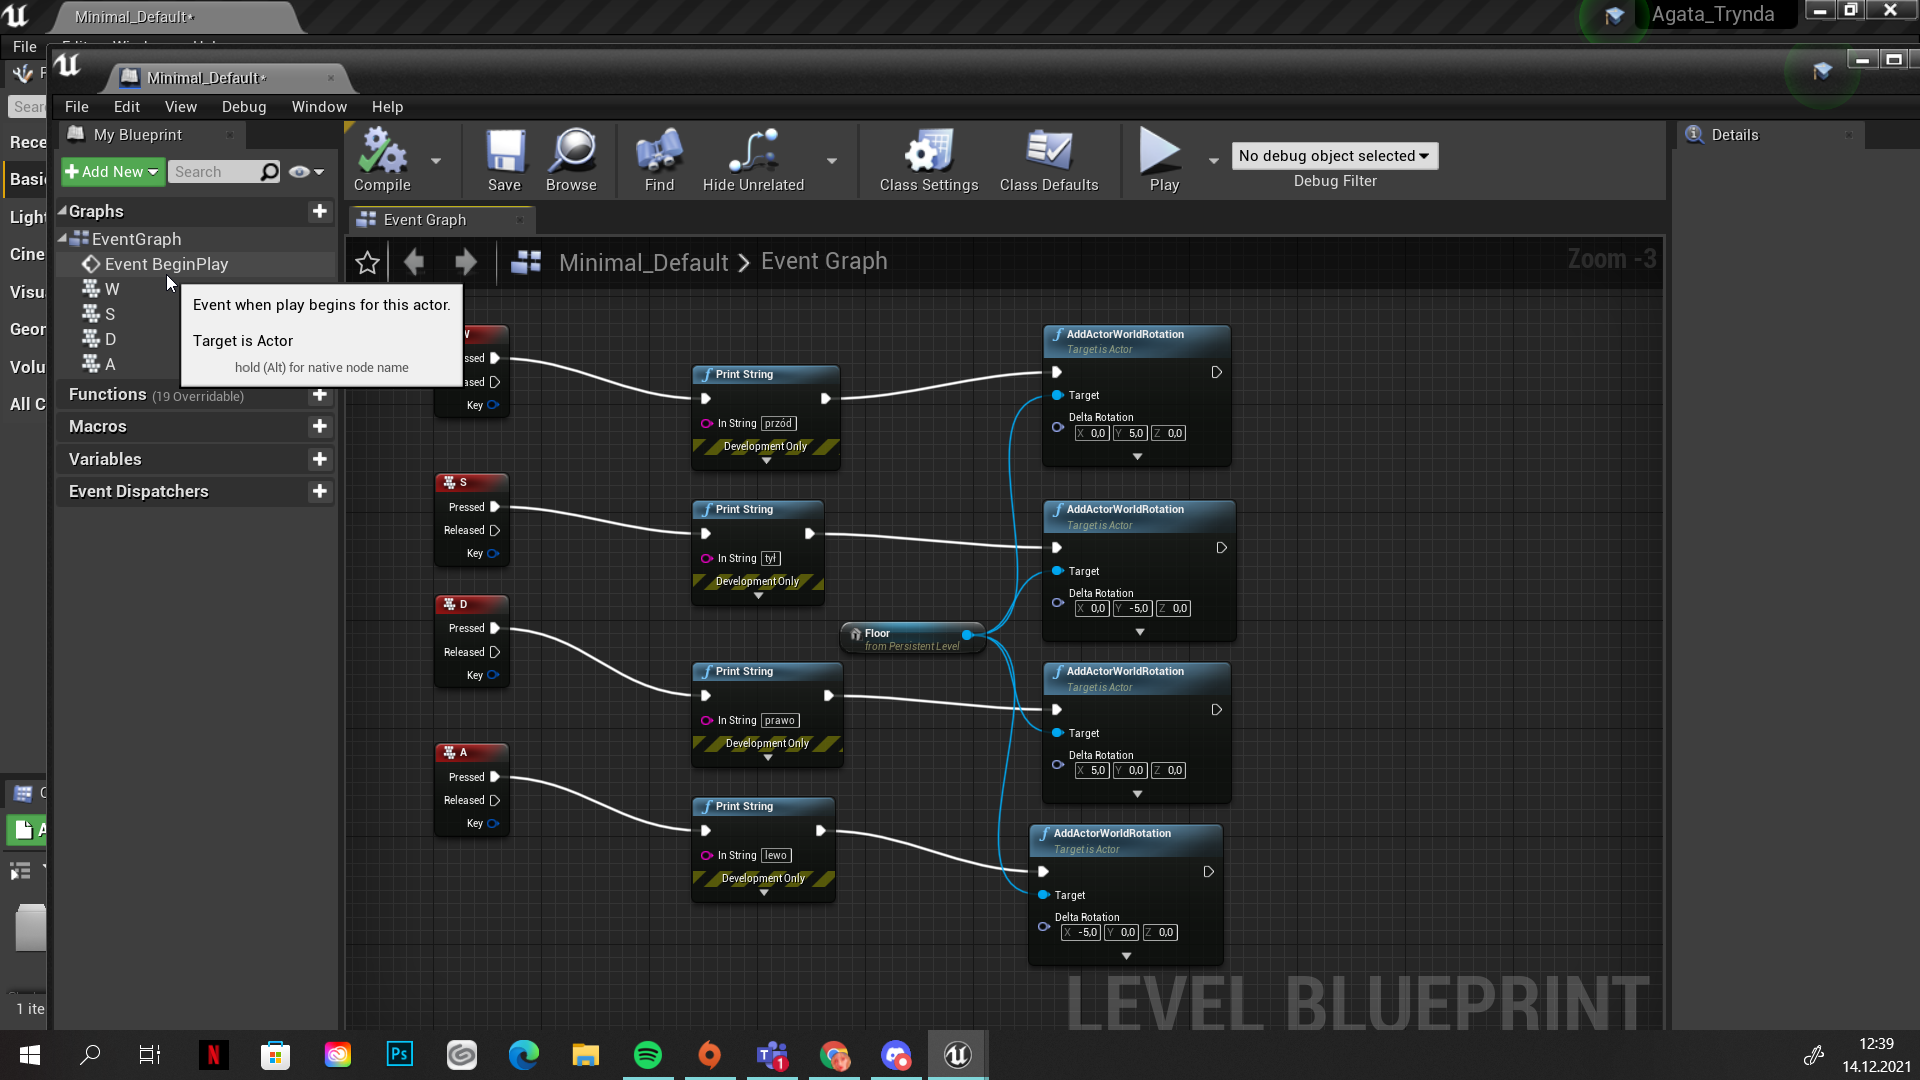 Minimal_Default*
Agata_Trynda
File
Minimal_Default*
File Edit View Debug Window Help
My Blueprint
Details
Add New
Search
Compile
Save
Browse
Find
Hide Unrelated
Class Settings
Class Defaults
Play
No debug object selected
Debug Filter
Rece
Basi
Light
Cine
Visu
Geor
Volu
All C
1 ite
Graphs
EventGraph
Event BeginPlay
W
S
D
A
Functions (19 Overridable)
Macros
Variables
Event Dispatchers
Event when play begins for this actor.
Target is Actor
hold (Alt) for native node name
Event Graph
Minimal_Default > Event Graph
Zoom -3
Key
S
Pressed
Released
Key
D
Pressed
Released
Key
A
Pressed
Released
Key
Print String
In String przód
Development Only
Print String
In String tył
Development Only
Print String
In String prawo
Development Only
Print String
In String lewo
Development Only
Floor
from Persistent Level
AddActorWorldRotation
Target is Actor
Target
Delta Rotation
X 0,0 Y 5,0 Z 0,0
AddActorWorldRotation
Target is Actor
Target
Delta Rotation
X 0,0 Y -5,0 Z 0,0
AddActorWorldRotation
Target is Actor
Target
Delta Rotation
X 5,0 Y 0,0 Z 0,0
AddActorWorldRotation
Target is Actor
Target
Delta Rotation
X -5,0 Y 0,0 Z 0,0
LEVEL BLUEPRINT
N
Ps
1
12:39
14.12.2021